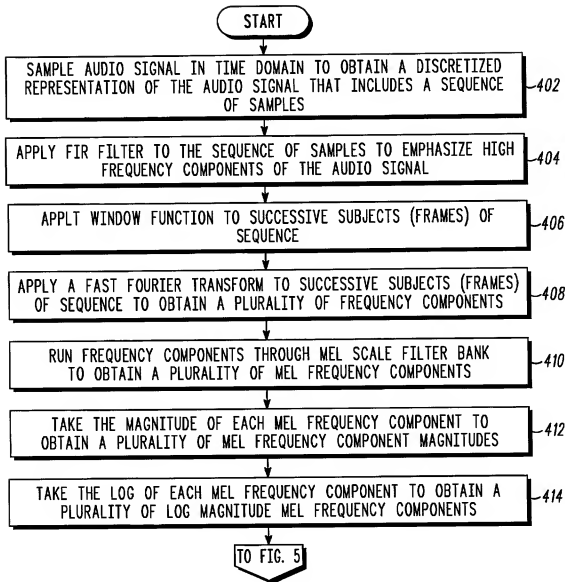 START
SAMPLE AUDIO SIGNAL IN TIME DOMAIN TO OBTAIN A DISCRETIZED
REPRESENTATION OF THE AUDIO SIGNAL THAT INCLUDES A SEQUENCE
OF SAMPLES
402
APPLY FIR FILTER TO THE SEQUENCE OF SAMPLES TO EMPHASIZE HIGH
FREQUENCY COMPONENTS OF THE AUDIO SIGNAL
404
APPLT WINDOW FUNCTION TO SUCCESSIVE SUBJECTS (FRAMES) OF
SEQUENCE
406
APPLY A FAST FOURIER TRANSFORM TO SUCCESSIVE SUBJECTS (FRAMES)
OF SEQUENCE TO OBTAIN A PLURALITY OF FREQUENCY COMPONENTS
408
RUN FREQUENCY COMPONENTS THROUGH MEL SCALE FILTER BANK
TO OBTAIN A PLURALITY OF MEL FREQUENCY COMPONENTS
410
TAKE THE MAGNITUDE OF EACH MEL FREQUENCY COMPONENT TO
OBTAIN A PLURALITY OF MEL FREQUENCY COMPONENT MAGNITUDES
412
TAKE THE LOG OF EACH MEL FREQUENCY COMPONENT TO OBTAIN A
PLURALITY OF LOG MAGNITUDE MEL FREQUENCY COMPONENTS
414
TO FIG. 5